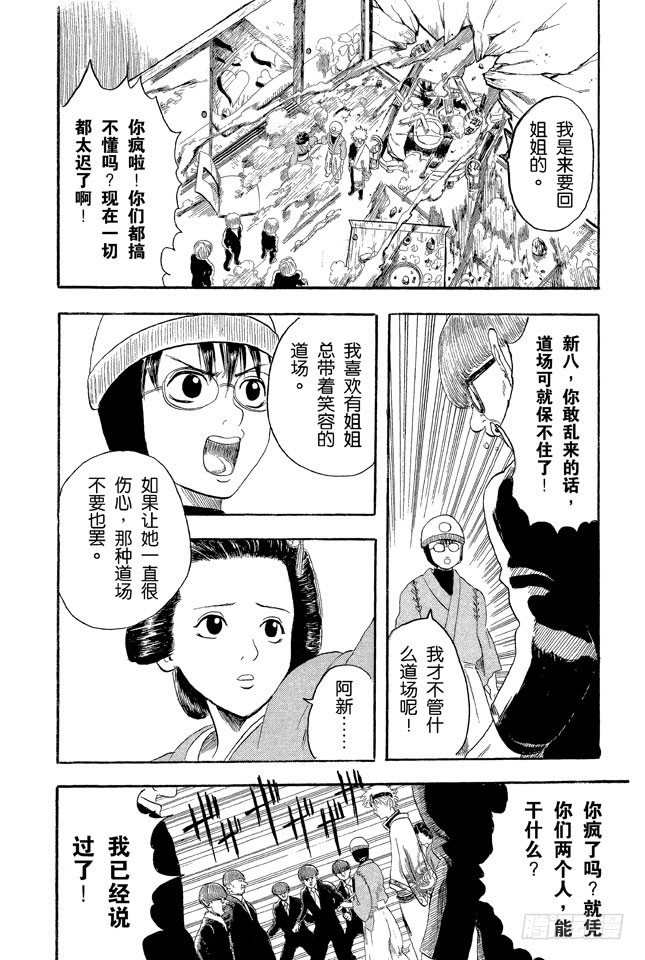 我是来要回
姐姐的。
你疯啦！你们都搞
不懂吗？现在一切
都太迟了啊！
新八，你敢乱来的话，
道场可就保不住了！
我才不管什
么道场呢！
我喜欢有姐姐
总带着笑容的
道场。
如果让她一直很
伤心，那种道场
不要也罢。
阿新……
你疯了吗？就凭
你们两个人，能
干什么？
我已经说
过了！
腾讯动漫